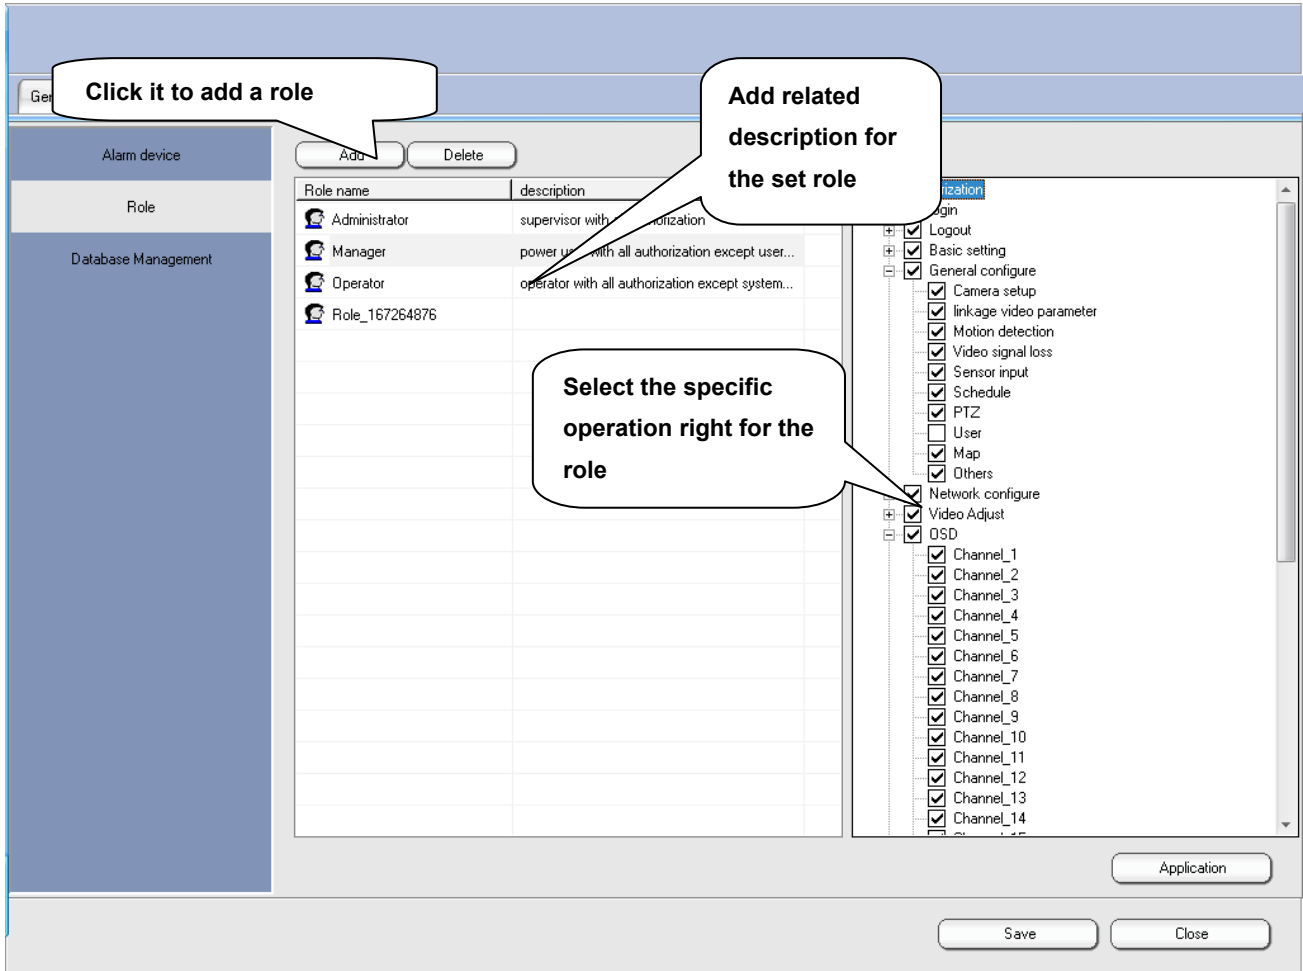 Click it to add a role
Add related
description for
the set role
Ger
Alarm device
Role
Database Management
Add
Delete
Role name
description
Administrator
supervisor with
Manager
power with all authorization except user...
Operator
operator with all authorization except system...
Role_167264876
Select the specific
operation right for the
role
Logout
Basic setting
General configure
Camera setup
linkage video parameter
Motion detection
Video signal loss
Sensor input
Schedule
PTZ
User
Map
Others
Network configure
Video Adjust
OSD
Channel_1
Channel_2
Channel_3
Channel_4
Channel_5
Channel_6
Channel_7
Channel_8
Channel_9
Channel_10
Channel_11
Channel_12
Channel_13
Channel_14
Application
Save
Close